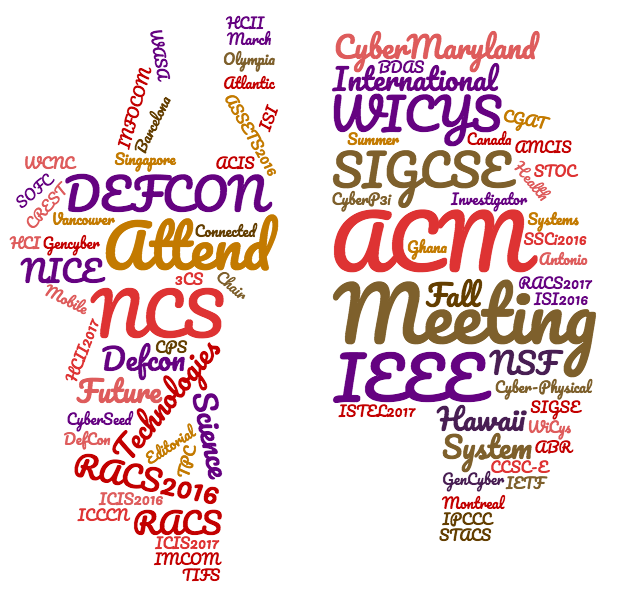 HCII
March
WASA
Olympia
INFOCOM
Atlantic
Barcelona
ASSETS2016
ISI
Singapore
ACIS
WCNC
SOFC
DEFCON
CREST
Vancouver
Attend
Connected
HCI
Gencyber
NICE
3CS
Chair
Mobile
NCS
HCII2017
Defcon
CPS
Technologies
Future
Science
CyberSeed
DefCon
Editorial
TPC
RACS2016
ICIS2016
ICCCN
RACS
ICIS2017
IMCOM
TIFS
CyberMaryland
BDAS
International
WICYS
CGAT
Summer
Canada
AMCIS
SIGCSE
Health
STOC
CyberP3i
Investigator
ACM
Ghana
Systems
SSCi2016
Antonio
Meeting
Fall
RACS2017
ISI2016
IEEE
NSF
Cyber-Physical
ISTEL2017
Hawaii
SIGSE
WiCys
System
ABR
CCSC-E
GenCyber
IETF
Montreal
IPCCC
STACS